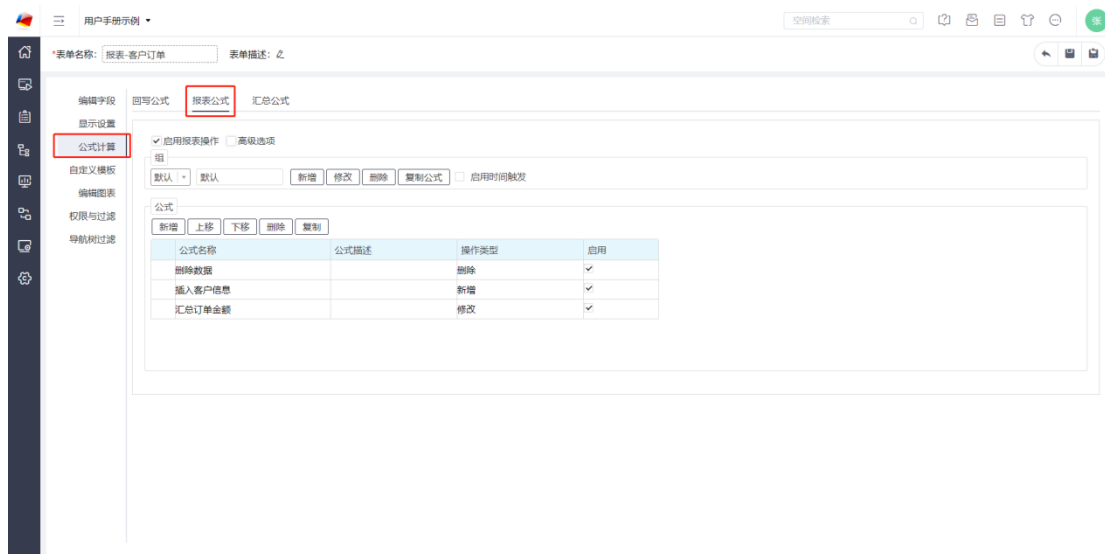 用户手册示例
空间检索
张
*表单名称: 报表-客户订单 表单描述:
编辑字段
显示设置
公式计算
自定义模板
编辑图表
权限与过滤
导航树过滤
回写公式 报表公式 汇总公式
启用报表操作 高级选项
组
默认 默认 新增 修改 删除 复制公式 启用时间触发
公式
新增 上移 下移 删除 复制
公式名称 公式描述 操作类型 启用
删除数据 删除
插入客户信息 新增
汇总订单金额 修改